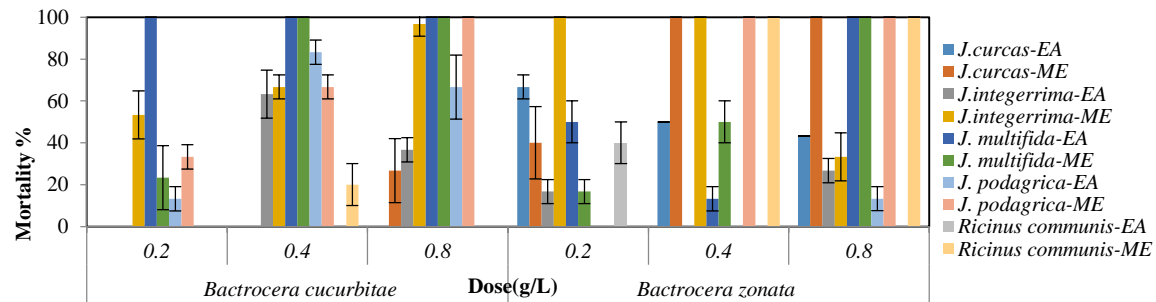 Mortality %
100
80
60
40
20
0
0.2
0.4
0.8
0.2
0.4
0.8
Bactrocera cucurbitae
Dose(g/L)
Bactrocera zonata
J.curcas-EA
J.curcas-ME
J.integerrima-EA
J.integerrima-ME
J. multifida-EA
J. multifida-ME
J. podagrica-EA
J. podagrica-ME
Ricinus communis-EA
Ricinus communis-ME